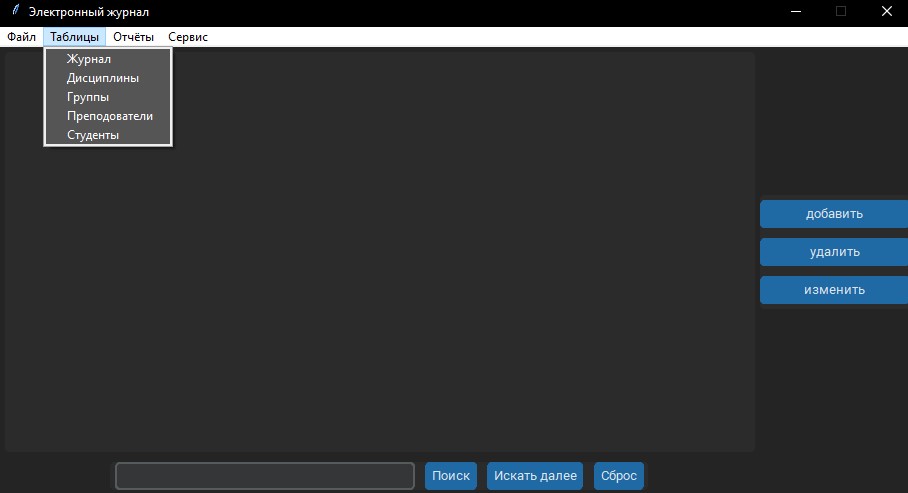 Электронный журнал
Файл Таблицы Отчёты Сервис
Журнал
Дисциплины
Группы
Преподователи
Студенты
добавить
удалить
изменить
Поиск Искать далее Сброс